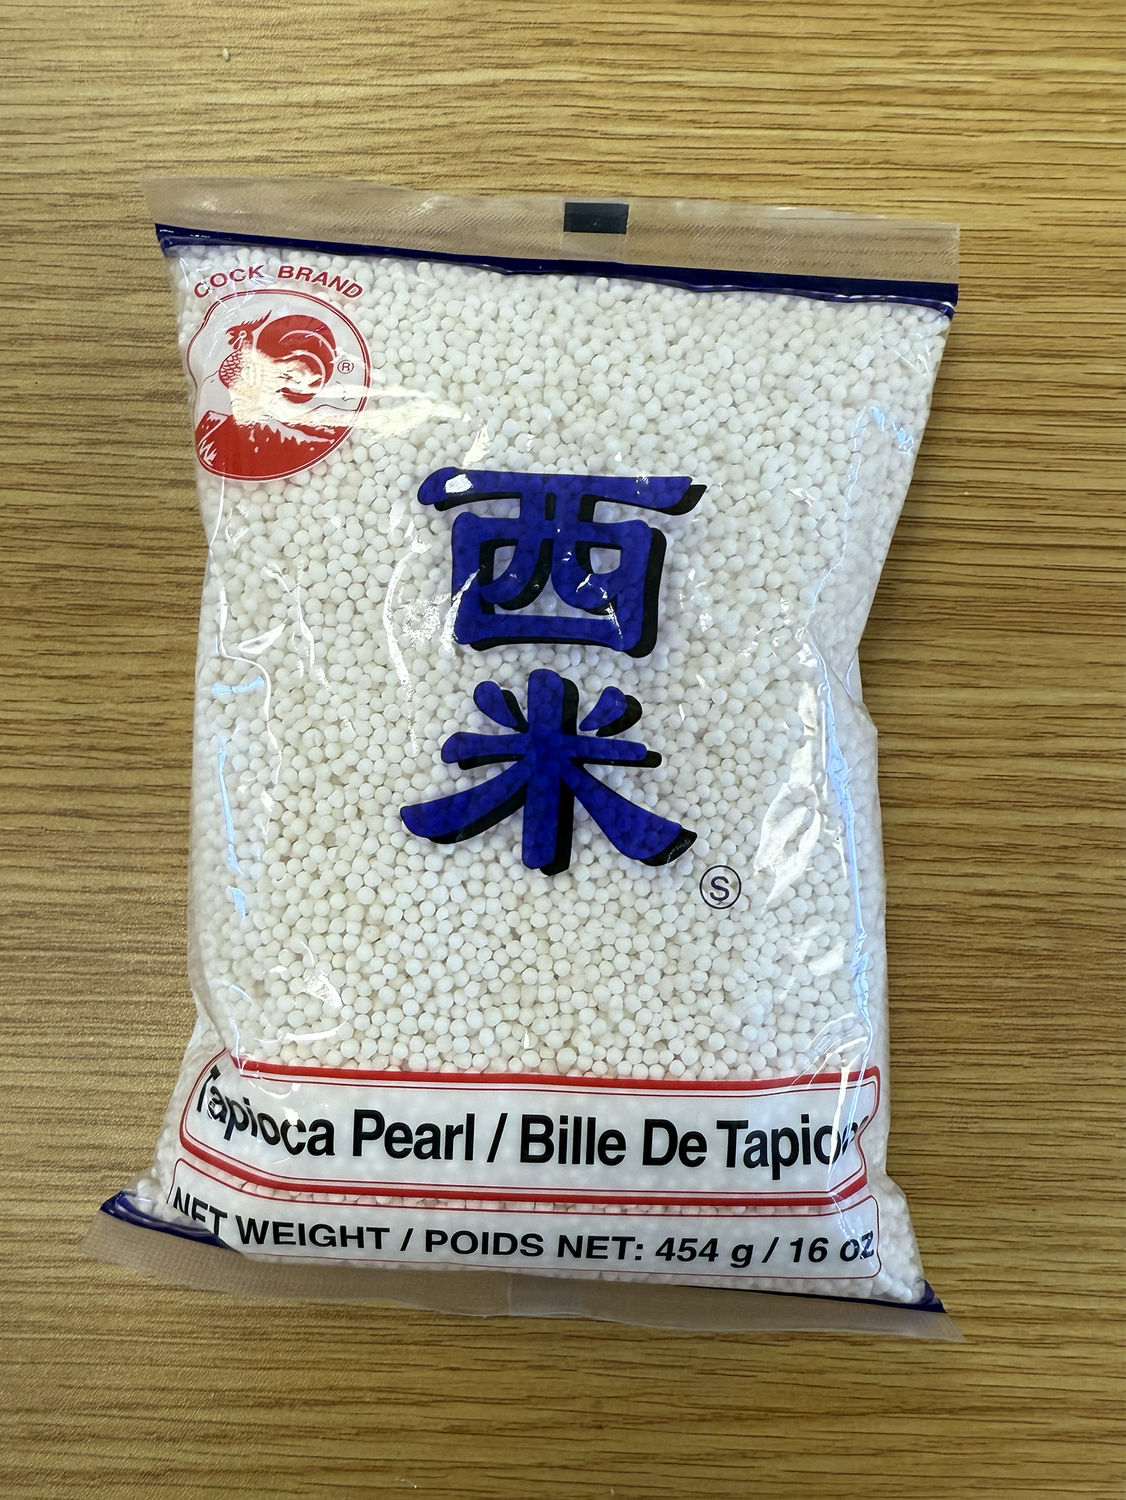 COCK BRAND
®
西
米
Ⓢ
Tapioca Pearl / Bille De Tapioca
NET WEIGHT / POIDS NET: 454 g / 16 oz